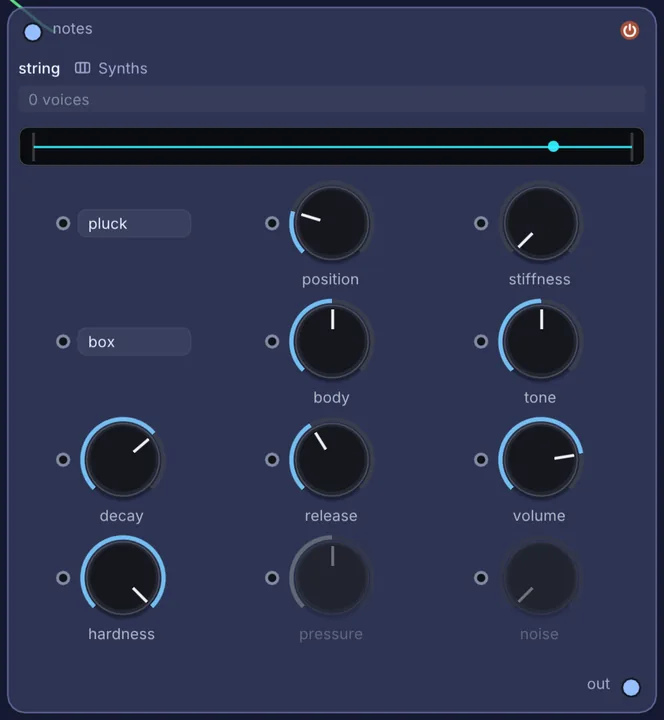 notes
string Synths
0 voices
pluck
position
stiffness
box
body
tone
decay
release
volume
hardness
pressure
noise
out